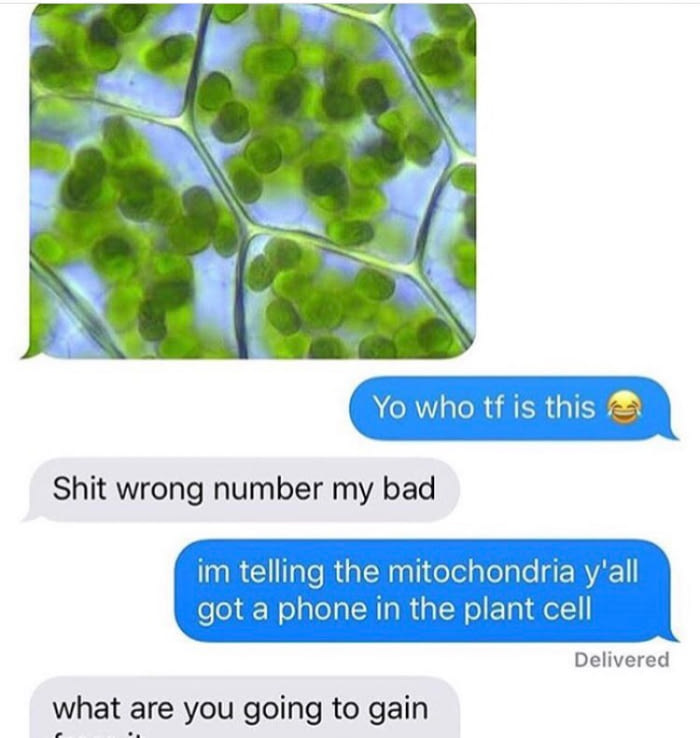 Yo who tf is this 😂
Shit wrong number my bad
im telling the mitochondria y'all
got a phone in the plant cell
Delivered
what are you going to gain